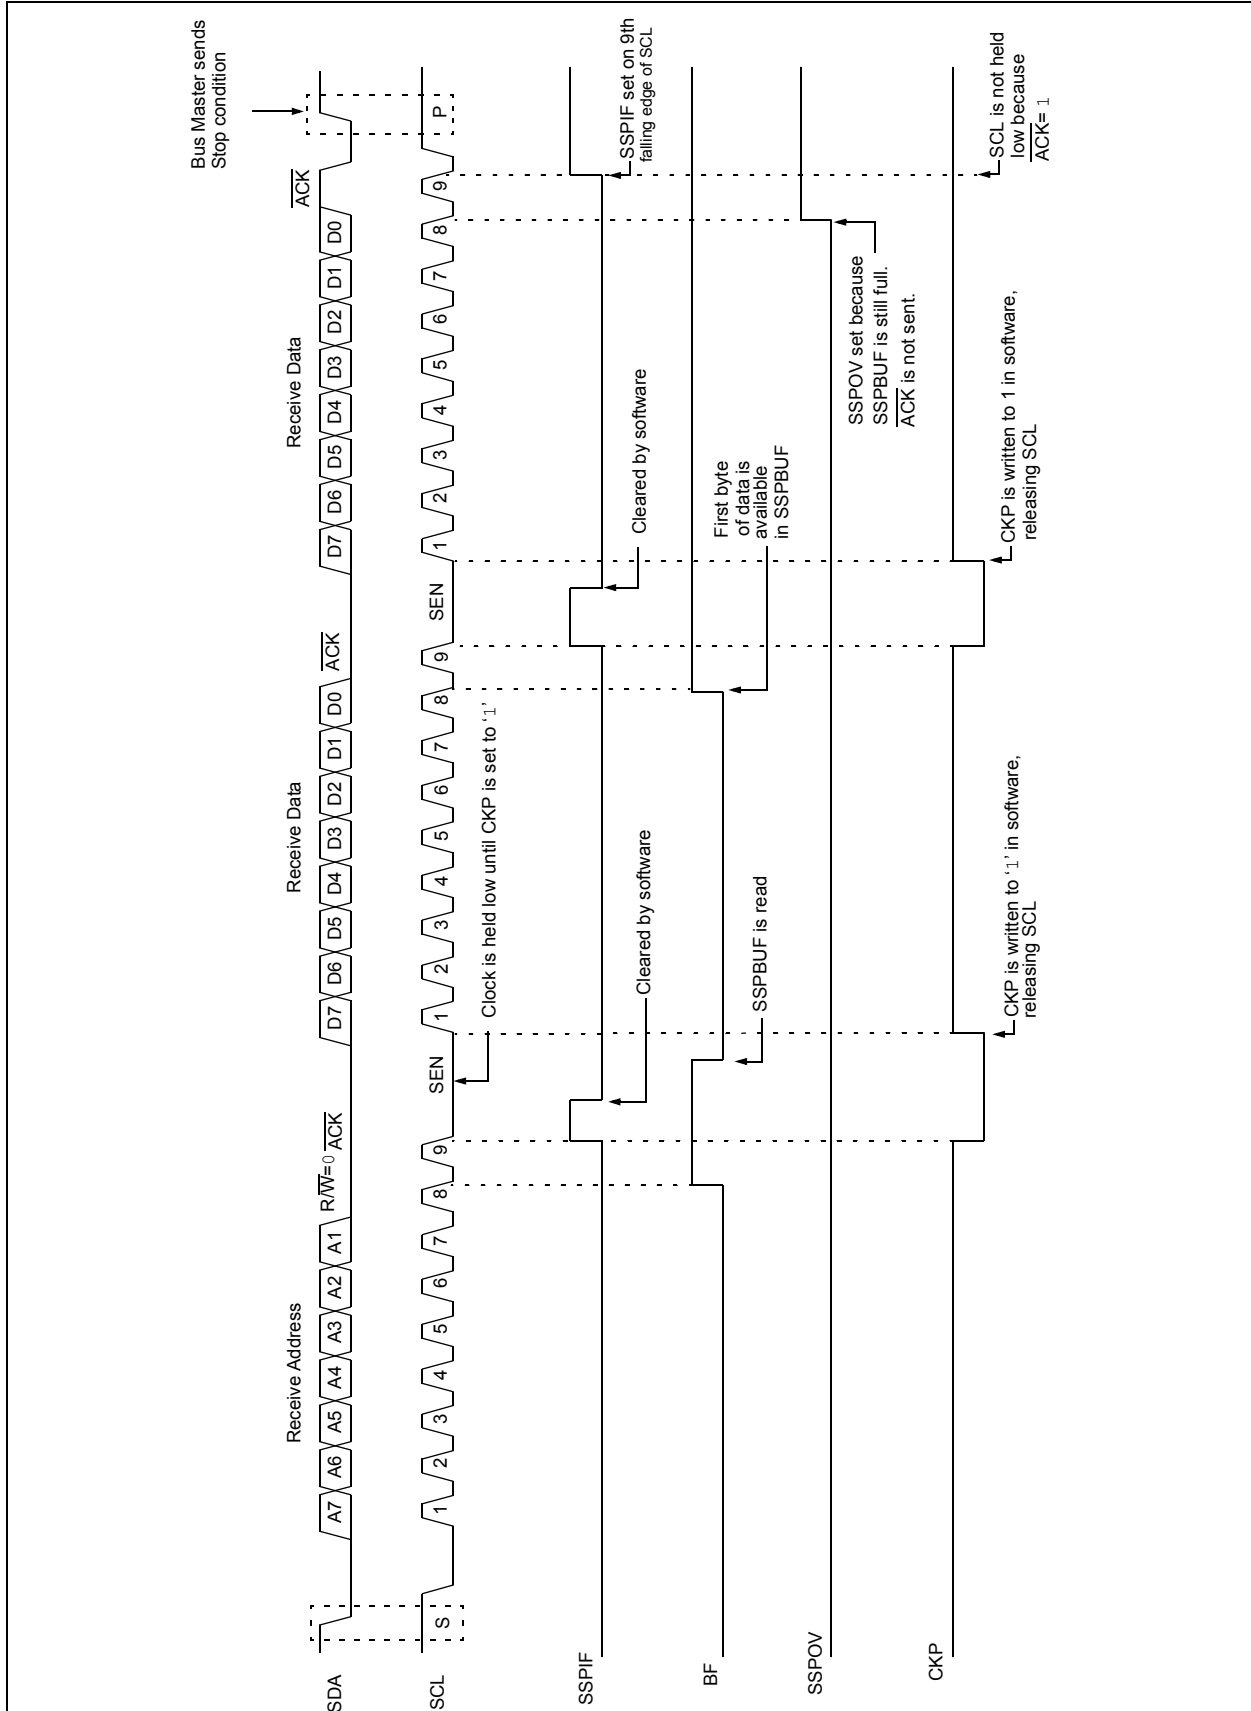 Bus Master sends
Stop condition
Receive Address
Receive Data
Receive Data
R/W=0 ACK
ACK
ACK
SDA
A7 A6 A5 A4 A3 A2 A1
D7 D6 D5 D4 D3 D2 D1 D0
D7 D6 D5 D4 D3 D2 D1 D0
SCL
S
1 2 3 4 5 6 7 8 9
SEN
1 2 3 4 5 6 7 8 9
SEN
1 2 3 4 5 6 7 8 9
P
Clock is held low until CKP is set to ‘1’
SSPIF
Cleared by software
Cleared by software
SSPIF set on 9th
falling edge of SCL
BF
SSPBUF is read
First byte
of data is
available
in SSPBUF
SSPOV
SSPOV set because
SSPBUF is still full.
ACK is not sent.
CKP
CKP is written to ‘1’ in software,
releasing SCL
CKP is written to 1 in software,
releasing SCL
SCL is not held
low because
ACK= 1